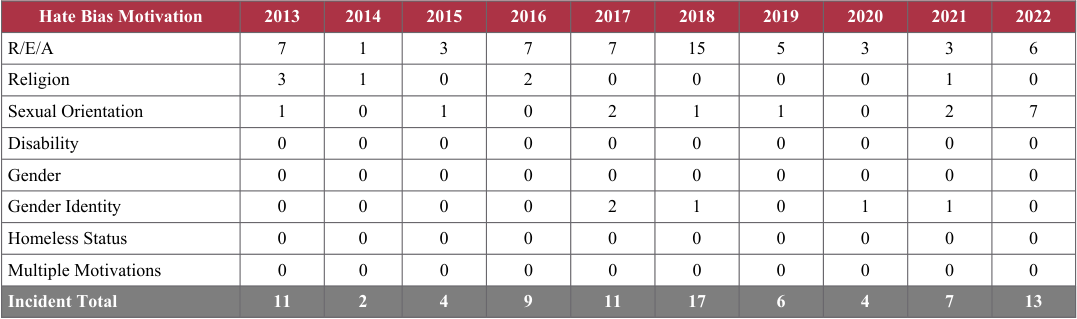 Hate Bias Motivation 2013 2014 2015 2016 2017 2018 2019 2020 2021 2022
R/E/A 7 1 3 7 7 15 5 3 3 6
Religion 3 1 0 2 0 0 0 0 1 0
Sexual Orientation 1 0 1 0 2 1 1 0 2 7
Disability 0 0 0 0 0 0 0 0 0 0
Gender 0 0 0 0 0 0 0 0 0 0
Gender Identity 0 0 0 0 2 1 0 1 1 0
Homeless Status 0 0 0 0 0 0 0 0 0 0
Multiple Motivations 0 0 0 0 0 0 0 0 0 0
Incident Total 11 2 4 9 11 17 6 4 7 13